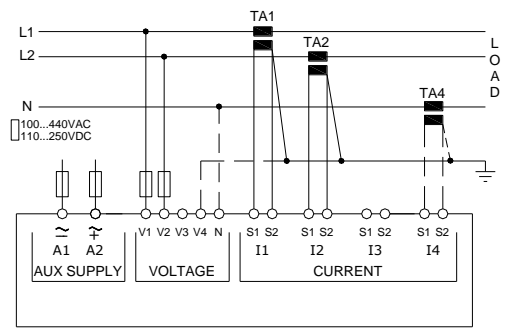 TA1
L1
L
TA2
O
L2
A
D
TA4
N
100...440VAC
110...250VDC
V1 V2 V3 V4 N S1 S2 S1 S2 S1 S2 S1 S2
A1 A2 I1 I2 I3 I4
AUX SUPPLY VOLTAGE CURRENT